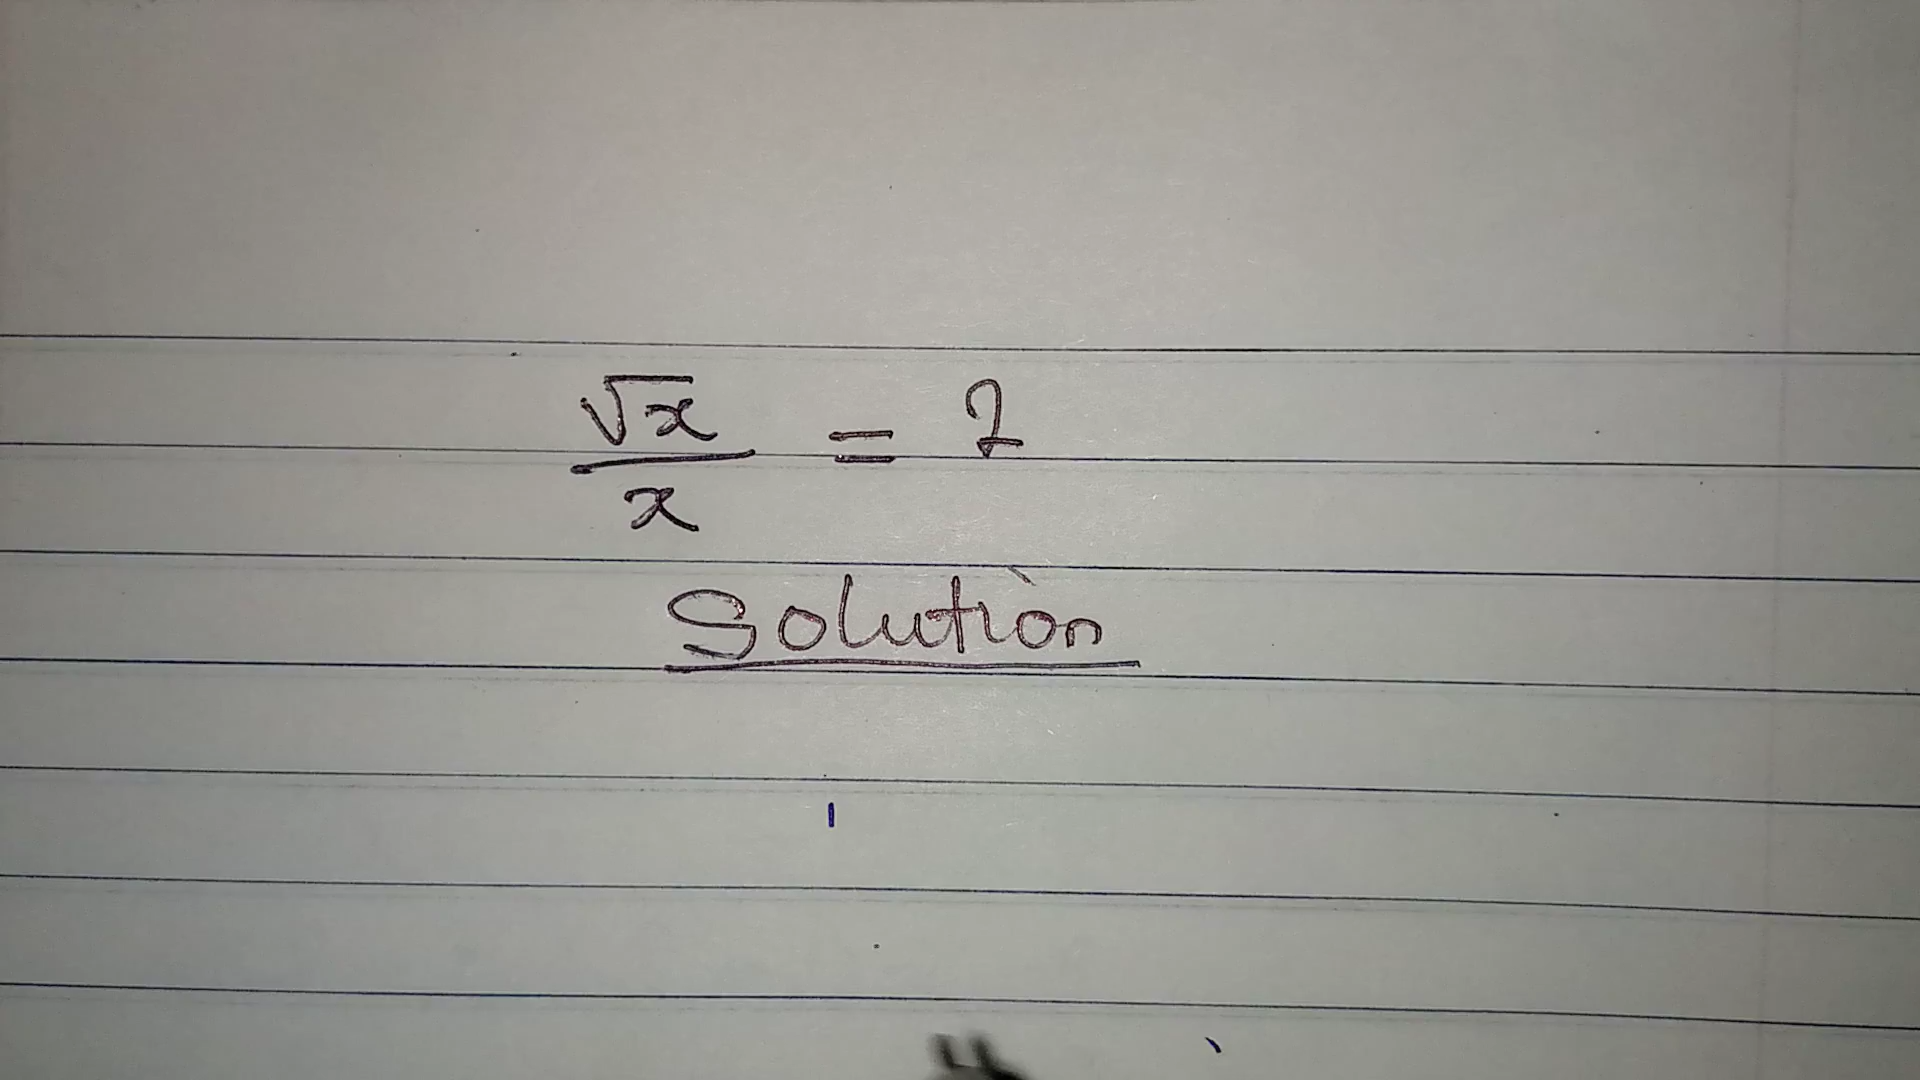 √x/x = 2
Solution